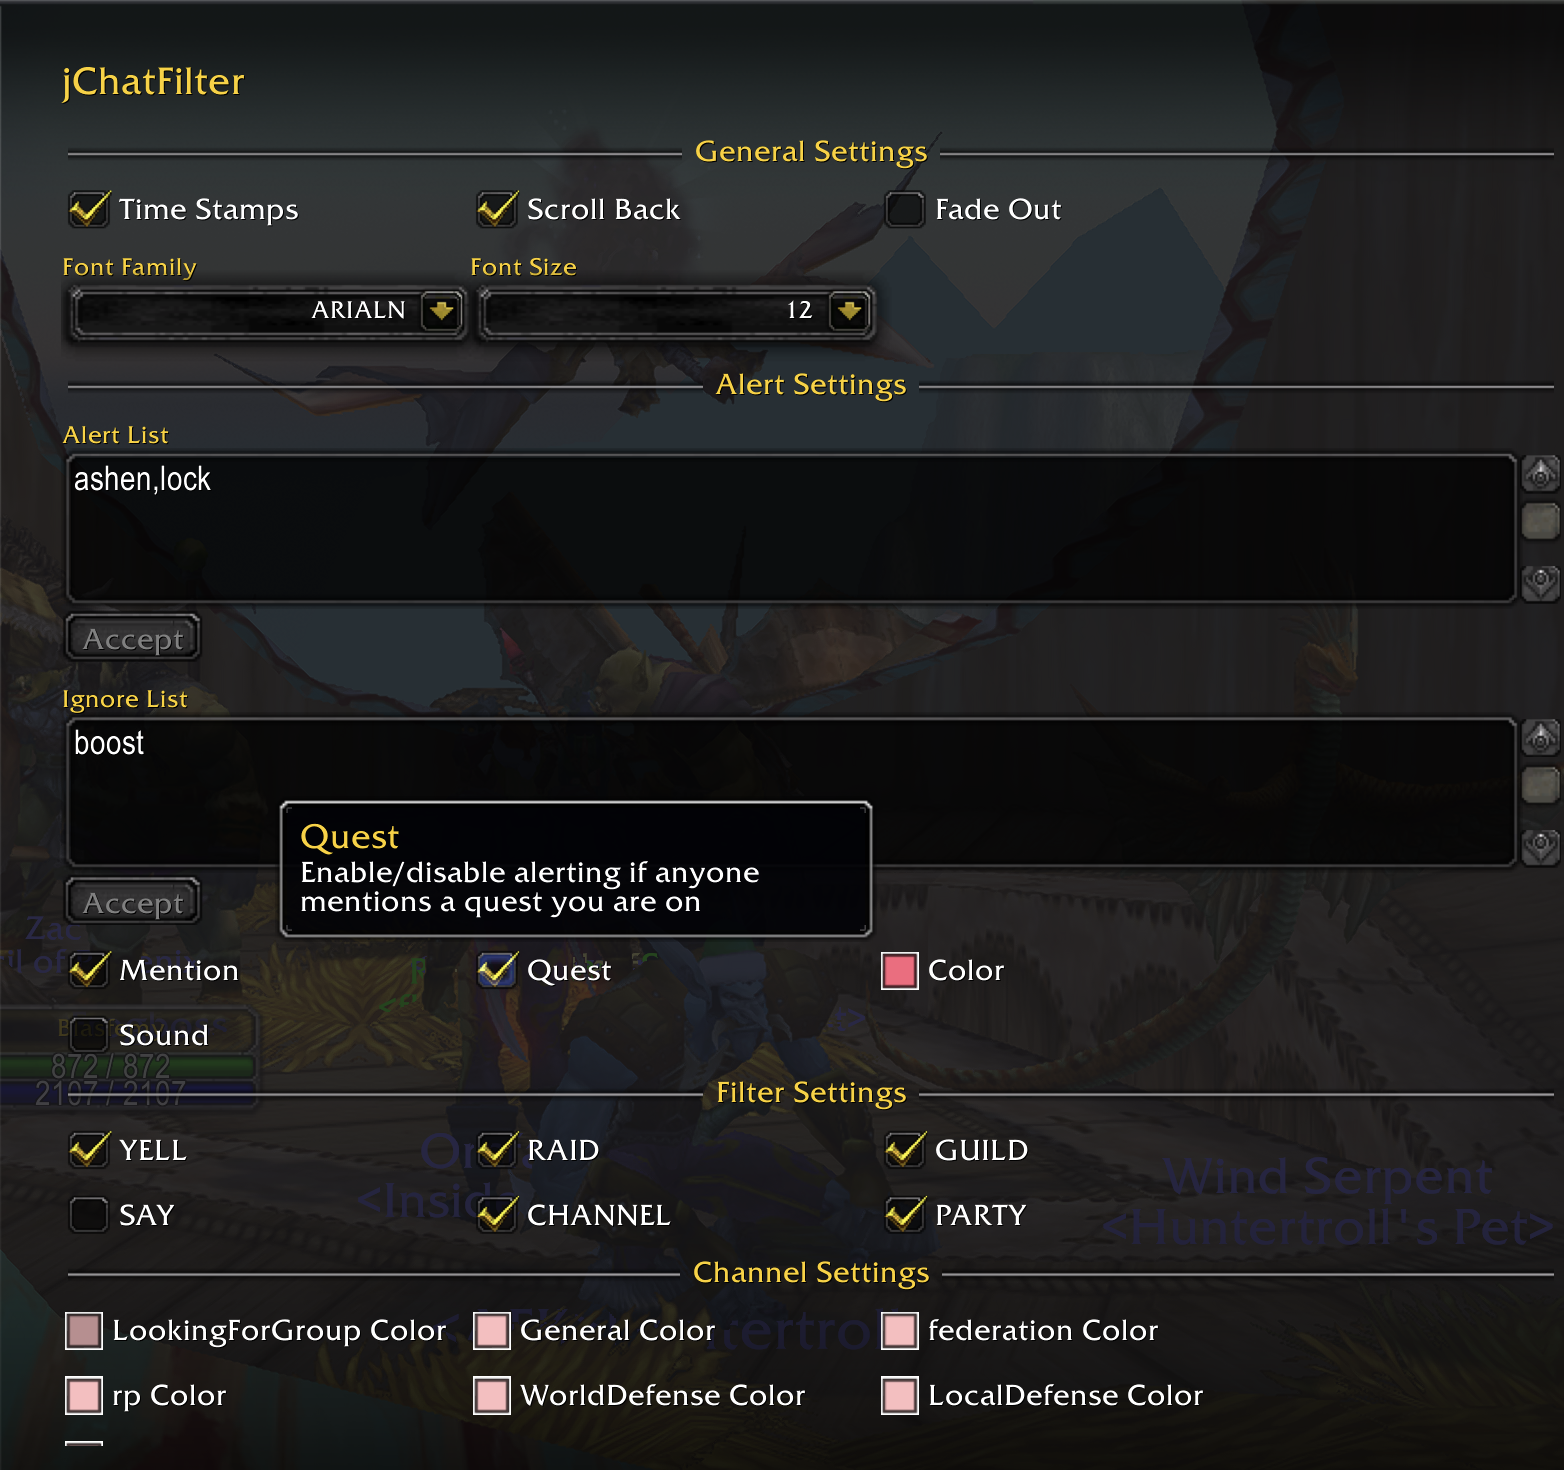 jChatFilter
General Settings
Time Stamps
Scroll Back
Fade Out
Font Family
Font Size
ARIALN
12
Alert Settings
Alert List
ashen,lock
Accept
Ignore List
boost
Quest
Enable/disable alerting if anyone
mentions a quest you are on
Accept
Mention
Quest
Color
Sound
872 / 872
2107 / 2107
Filter Settings
YELL
RAID
GUILD
SAY
CHANNEL
PARTY
Wind Serpent
<Huntertroll's Pet>
Channel Settings
LookingForGroup Color
General Color
federation Color
rp Color
WorldDefense Color
LocalDefense Color